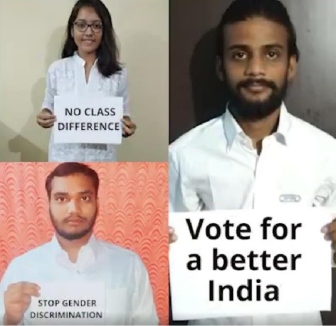 NO CLASS
DIFFERENCE
Vote for
a better
India
STOP GENDER
DISCRIMINATION